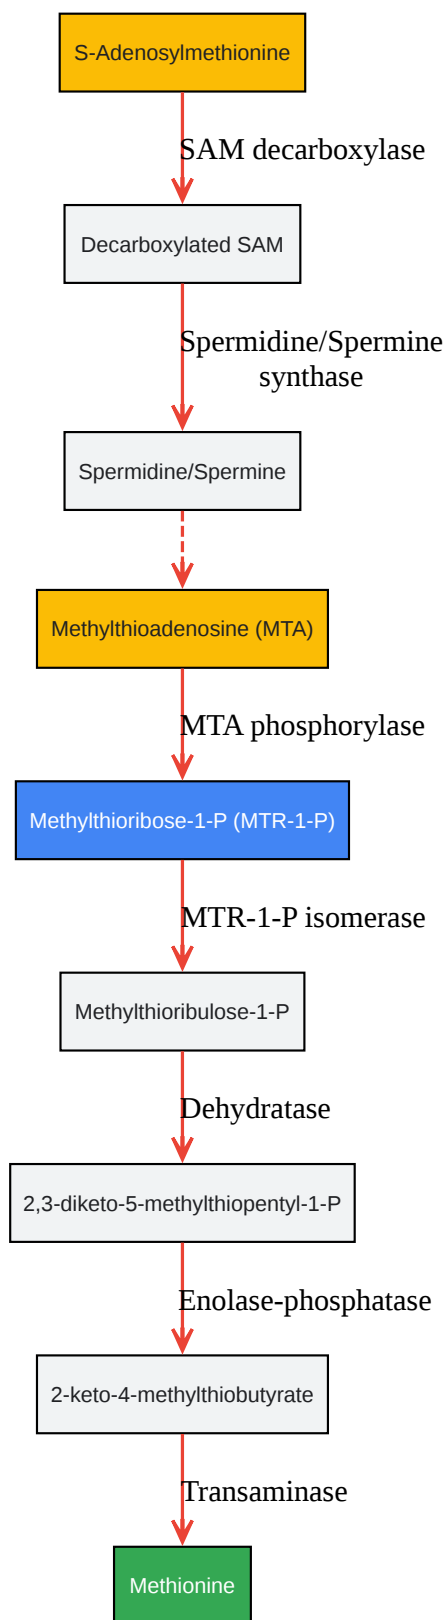 S-Adenosylmethionine
SAM decarboxylase
Decarboxylated SAM
Spermidine/Spermine
synthase
Spermidine/Spermine
Methylthioadenosine (MTA)
MTA phosphorylase
Methylthioribose-1-P (MTR-1-P)
MTR-1-P isomerase
Methylthioribulose-1-P
Dehydratase
2,3-diketo-5-methylthiopentyl-1-P
Enolase-phosphatase
2-keto-4-methylthiobutyrate
Transaminase
Methionine